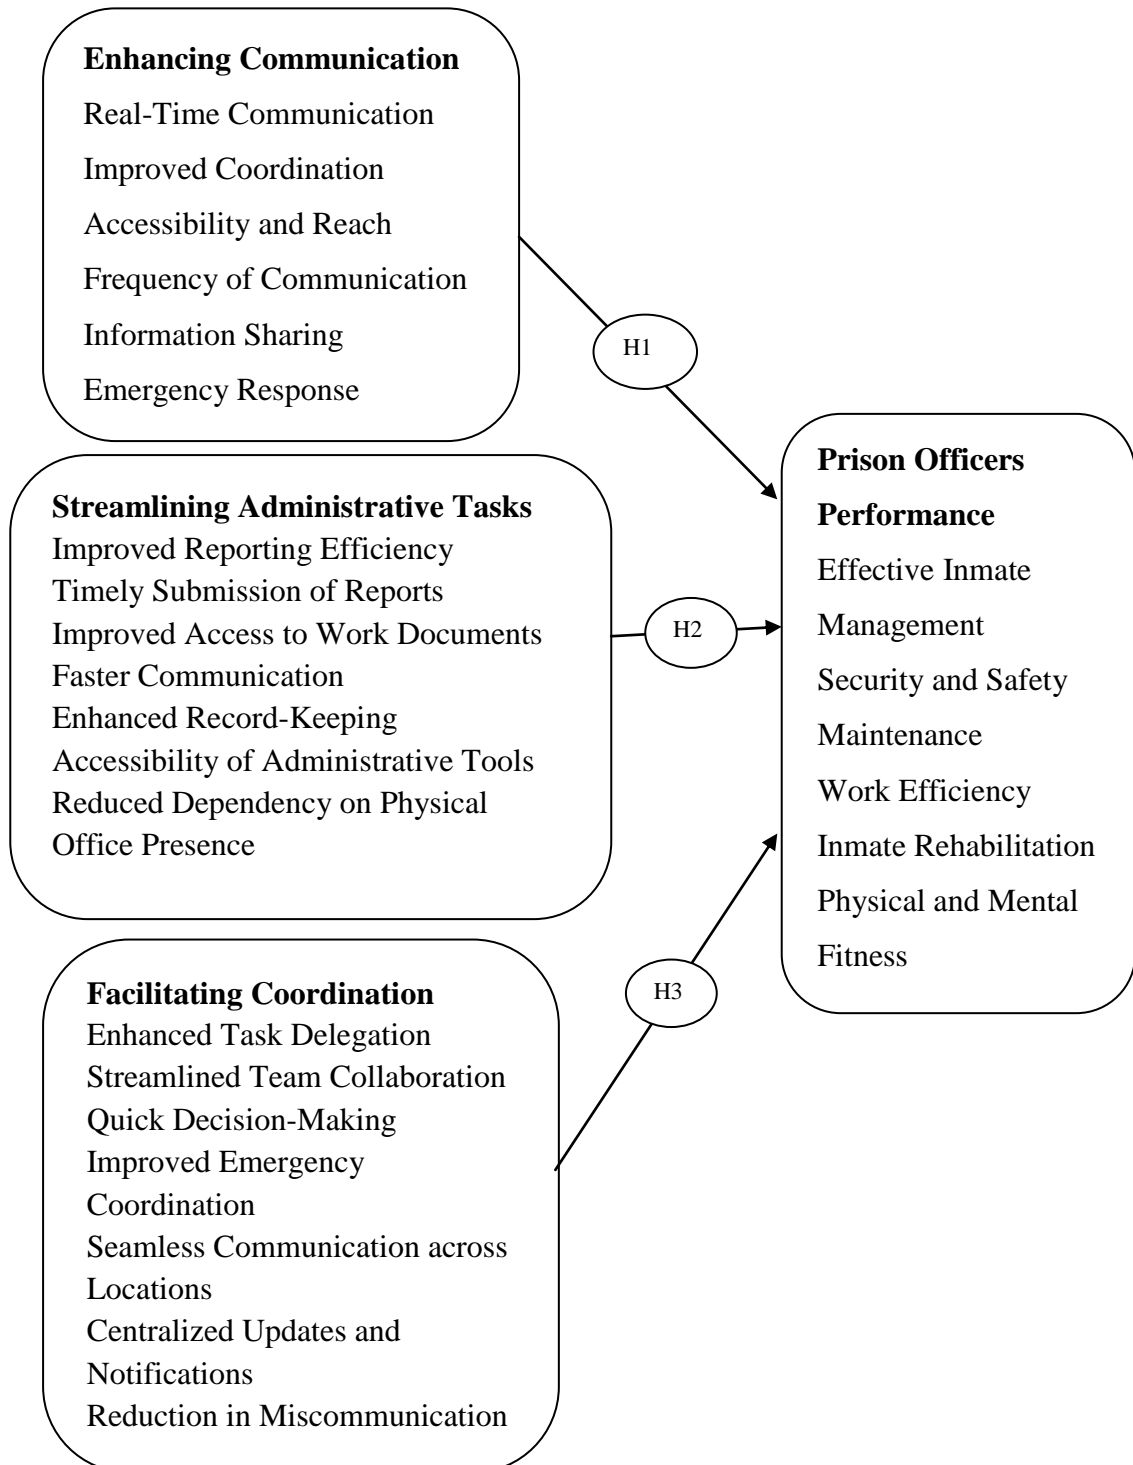 Enhancing Communication
Real-Time Communication
Improved Coordination
Accessibility and Reach
Frequency of Communication
Information Sharing
Emergency Response
H1
Streamlining Administrative Tasks
Improved Reporting Efficiency
Timely Submission of Reports
Improved Access to Work Documents
Faster Communication
Enhanced Record-Keeping
Accessibility of Administrative Tools
Reduced Dependency on Physical
Office Presence
H2
Facilitating Coordination
Enhanced Task Delegation
Streamlined Team Collaboration
Quick Decision-Making
Improved Emergency
Coordination
Seamless Communication across
Locations
Centralized Updates and
Notifications
Reduction in Miscommunication
H3
Prison Officers
Performance
Effective Inmate
Management
Security and Safety
Maintenance
Work Efficiency
Inmate Rehabilitation
Physical and Mental
Fitness